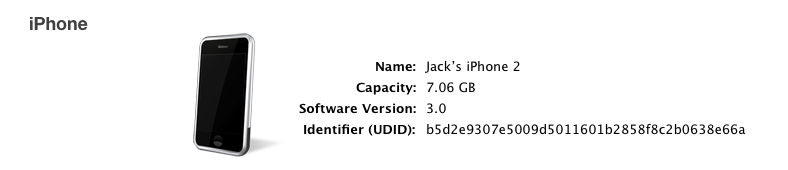 iPhone
Name: Jack's iPhone 2
Capacity: 7.06 GB
Software Version: 3.0
Identifier (UDID): b5d2e9307e5009d5011601b2858f8c2b0638e66a